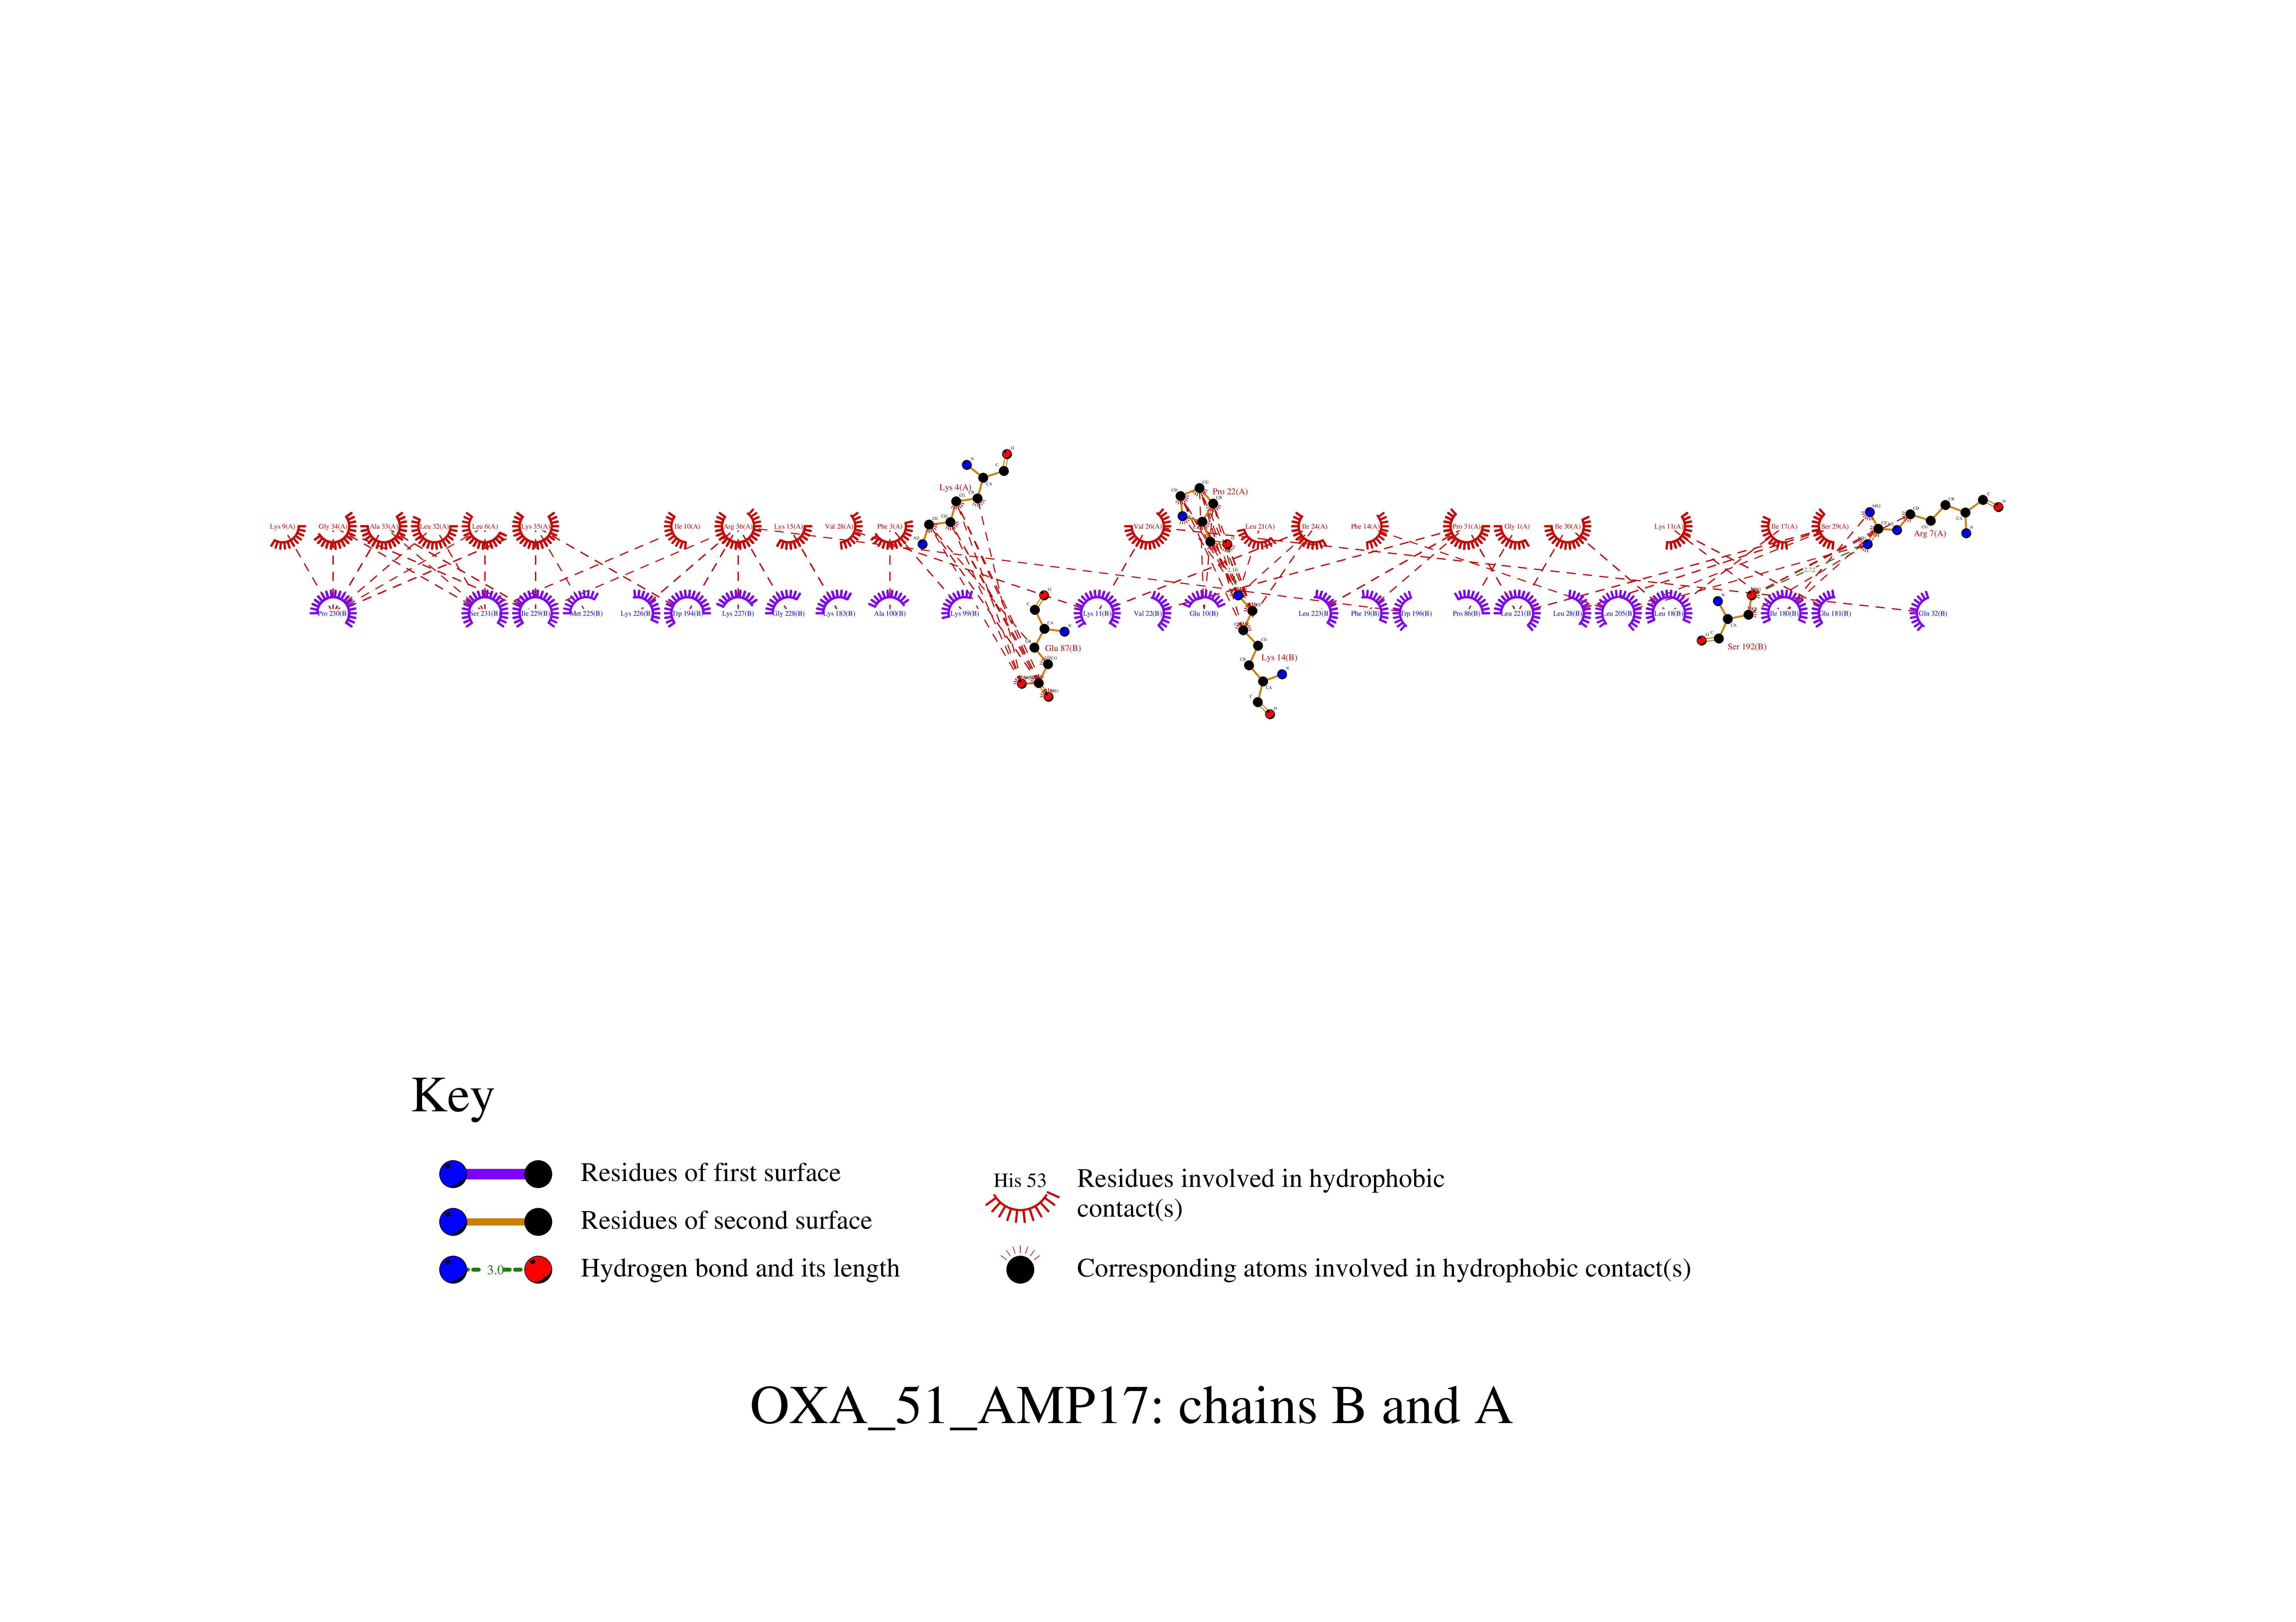 Lys 4(A)
Pro 22(A)
Lys 9(A) Gly 34(A) Ala 33(A) Leu 32(A) Leu 6(A) Lys 35(A) Ile 10(A) Arg 36(A) Lys 15(A) Val 28(A) Phe 3(A) Val 26(A) Leu 21(A) Ile 24(A) Phe 14(A) Pro 31(A) Gly 1(A) Ile 30(A) Lys 11(A) Ile 17(A) Ser 29(A)
Arg 7(A)
2.16
2.72
Pro 230(B) Ser 231(B) Ile 229(B) Met 225(B) Lys 226(B) Trp 194(B) Lys 227(B) Gly 228(B) Lys 183(B) Ala 100(B) Lys 99(B) Lys 11(B) Val 22(B) Glu 10(B) Leu 223(B) Phe 19(B) Trp 196(B) Pro 86(B) Leu 221(B) Leu 28(B) Leu 205(B) Leu 18(B) Ile 180(B) Glu 181(B) Gln 32(B)
Glu 87(B)
Ser 192(B)
Lys 14(B)
Key
Residues of first surface
Residues of second surface
3.0 Hydrogen bond and its length
His 53 Residues involved in hydrophobic
contact(s)
Corresponding atoms involved in hydrophobic contact(s)
OXA_51_AMP17: chains B and A